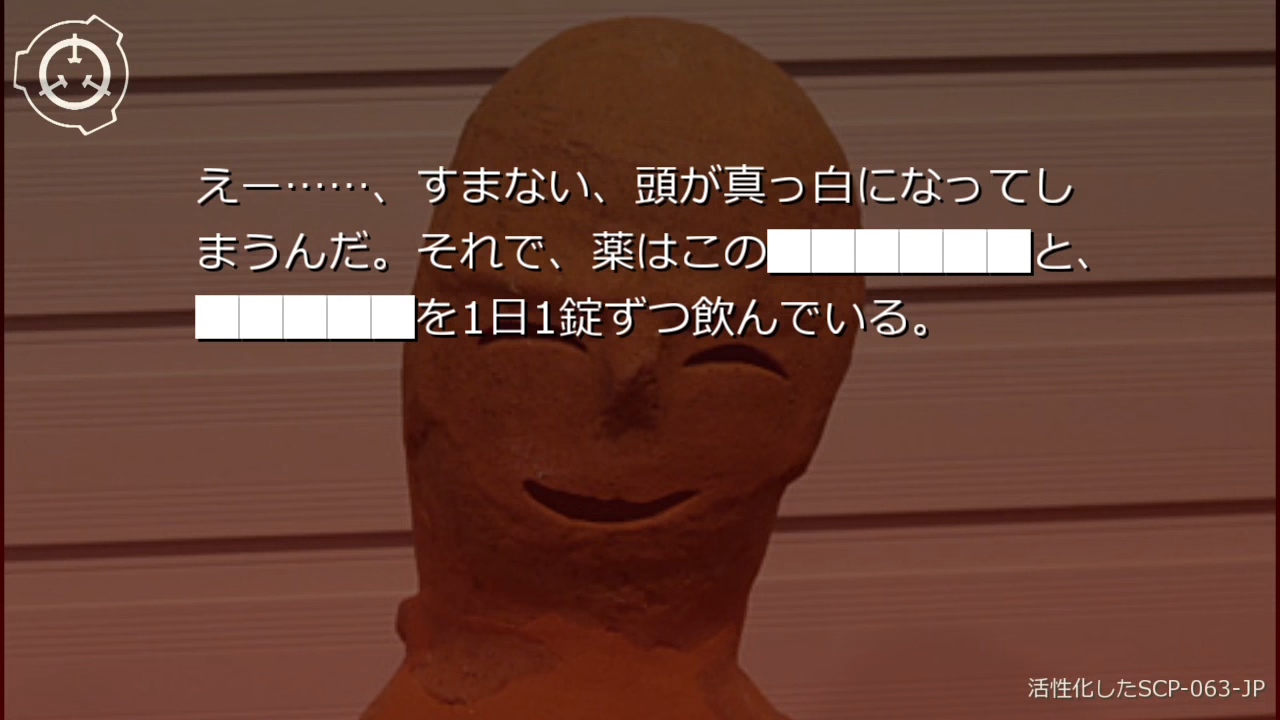 えー……、すまない、頭が真っ白になってし
まうんだ。それで、薬はこの██████と、
█████を1日1錠ずつ飲んでいる。
活性化したSCP-063-JP